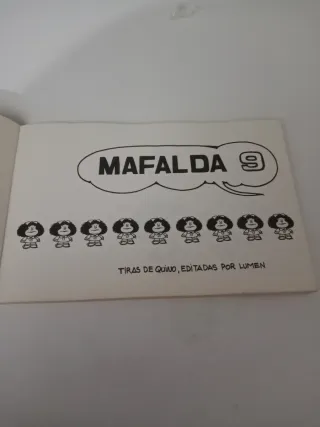 MAFALDA 9
TIRAS DE QUINO, EDITADAS POR LUMEN